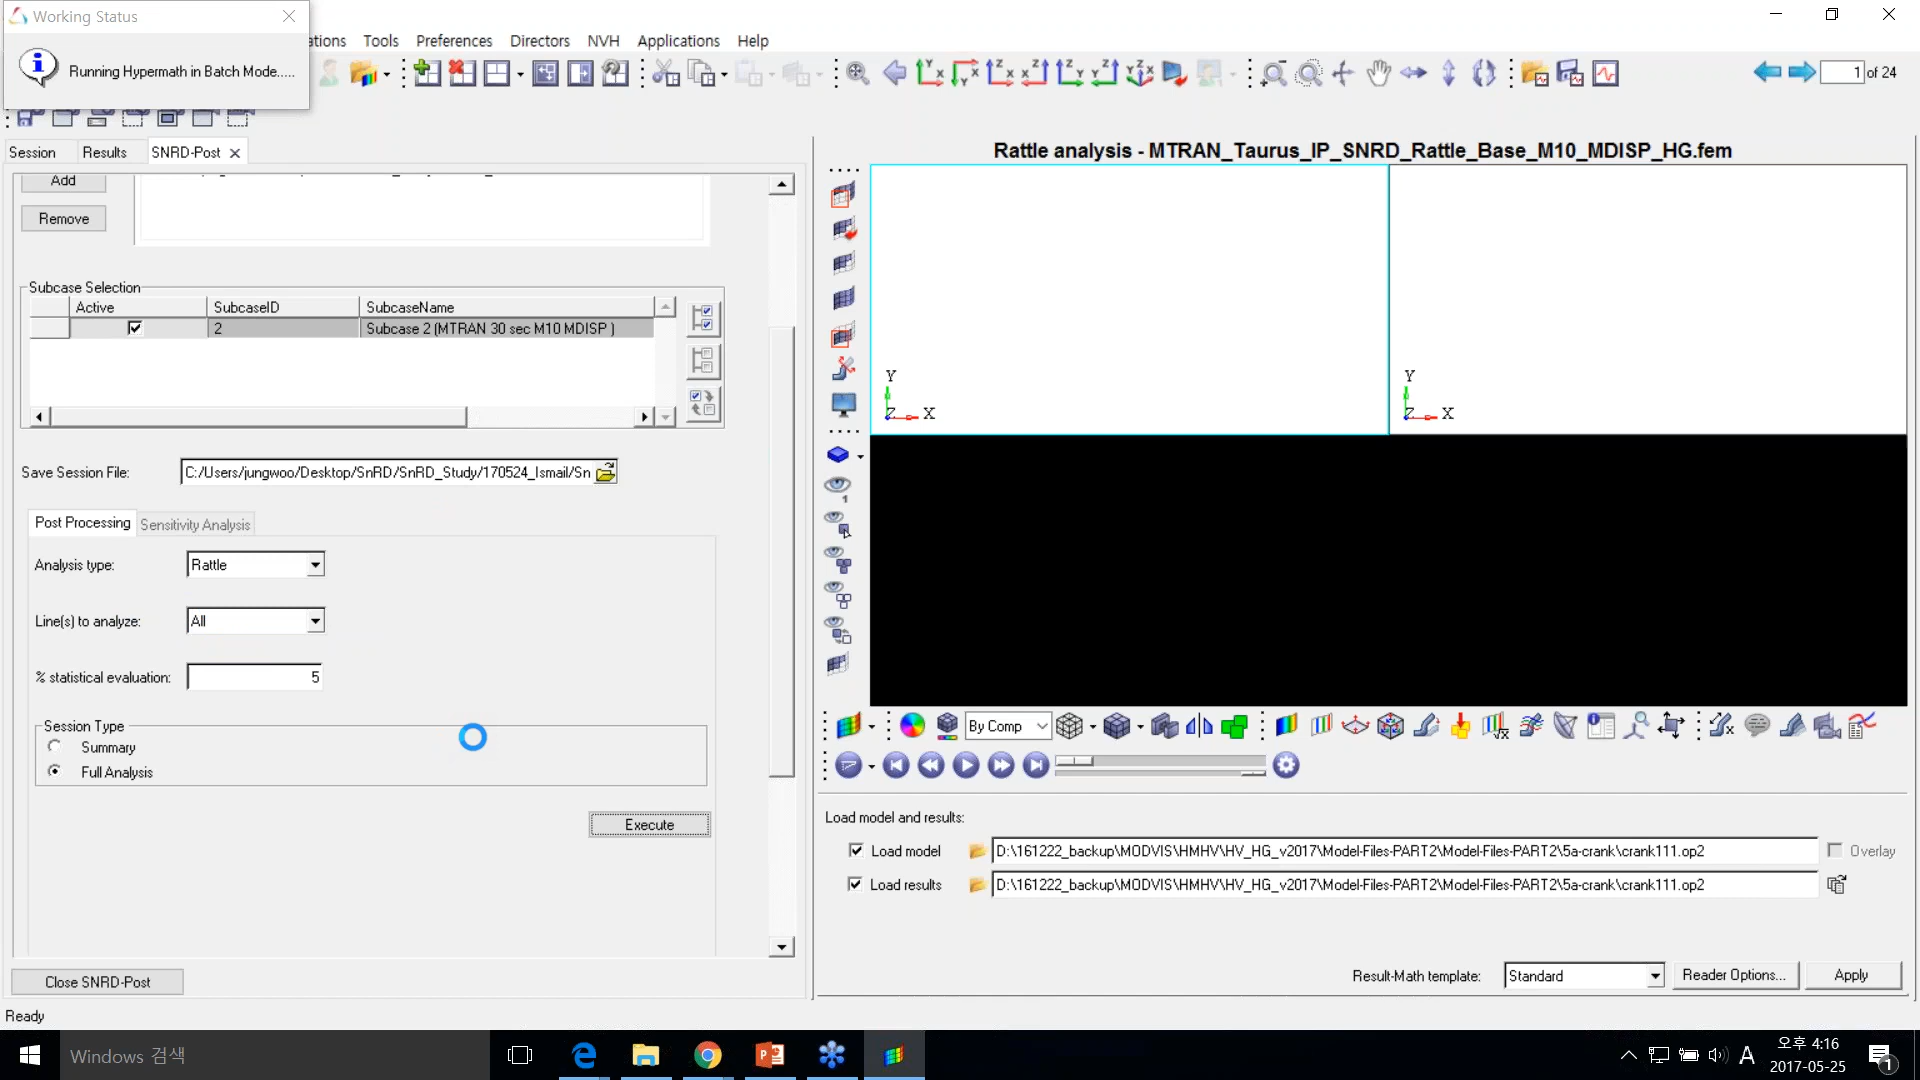 Working Status
Running Hypermath in Batch Mode.....
ations Tools Preferences Directors NVH Applications Help
1 of 24
Session Results SNRD-Post
Rattle analysis - MTRAN_Taurus_IP_SNRD_Rattle_Base_M10_MDISP_HG.fem
Add
Remove
Subcase Selection
Active SubcaseID SubcaseName
2 Subcase 2 (MTRAN 30 sec M10 MDISP )
Y
Z X
Y
Z X
Save Session File: C:/Users/jungwoo/Desktop/SnRD/SnRD_Study/170524_Ismail/Sn
Post Processing Sensitivity Analysis
Analysis type: Rattle
Line(s) to analyze: All
% statistical evaluation: 5
Session Type
Summary
Full Analysis
Execute
By Comp
Load model and results:
Load model D:\161222_backup\MODVIS\HMHV\HV_HG_v2017\Model-Files-PART2\Model-Files-PART2\5a-crank\crank111.op2 Overlay
Load results D:\161222_backup\MODVIS\HMHV\HV_HG_v2017\Model-Files-PART2\Model-Files-PART2\5a-crank\crank111.op2
Result-Math template: Standard Reader Options... Apply
Close SNRD-Post
Ready
Windows 검색
A 오후 4:16
2017-05-25
1